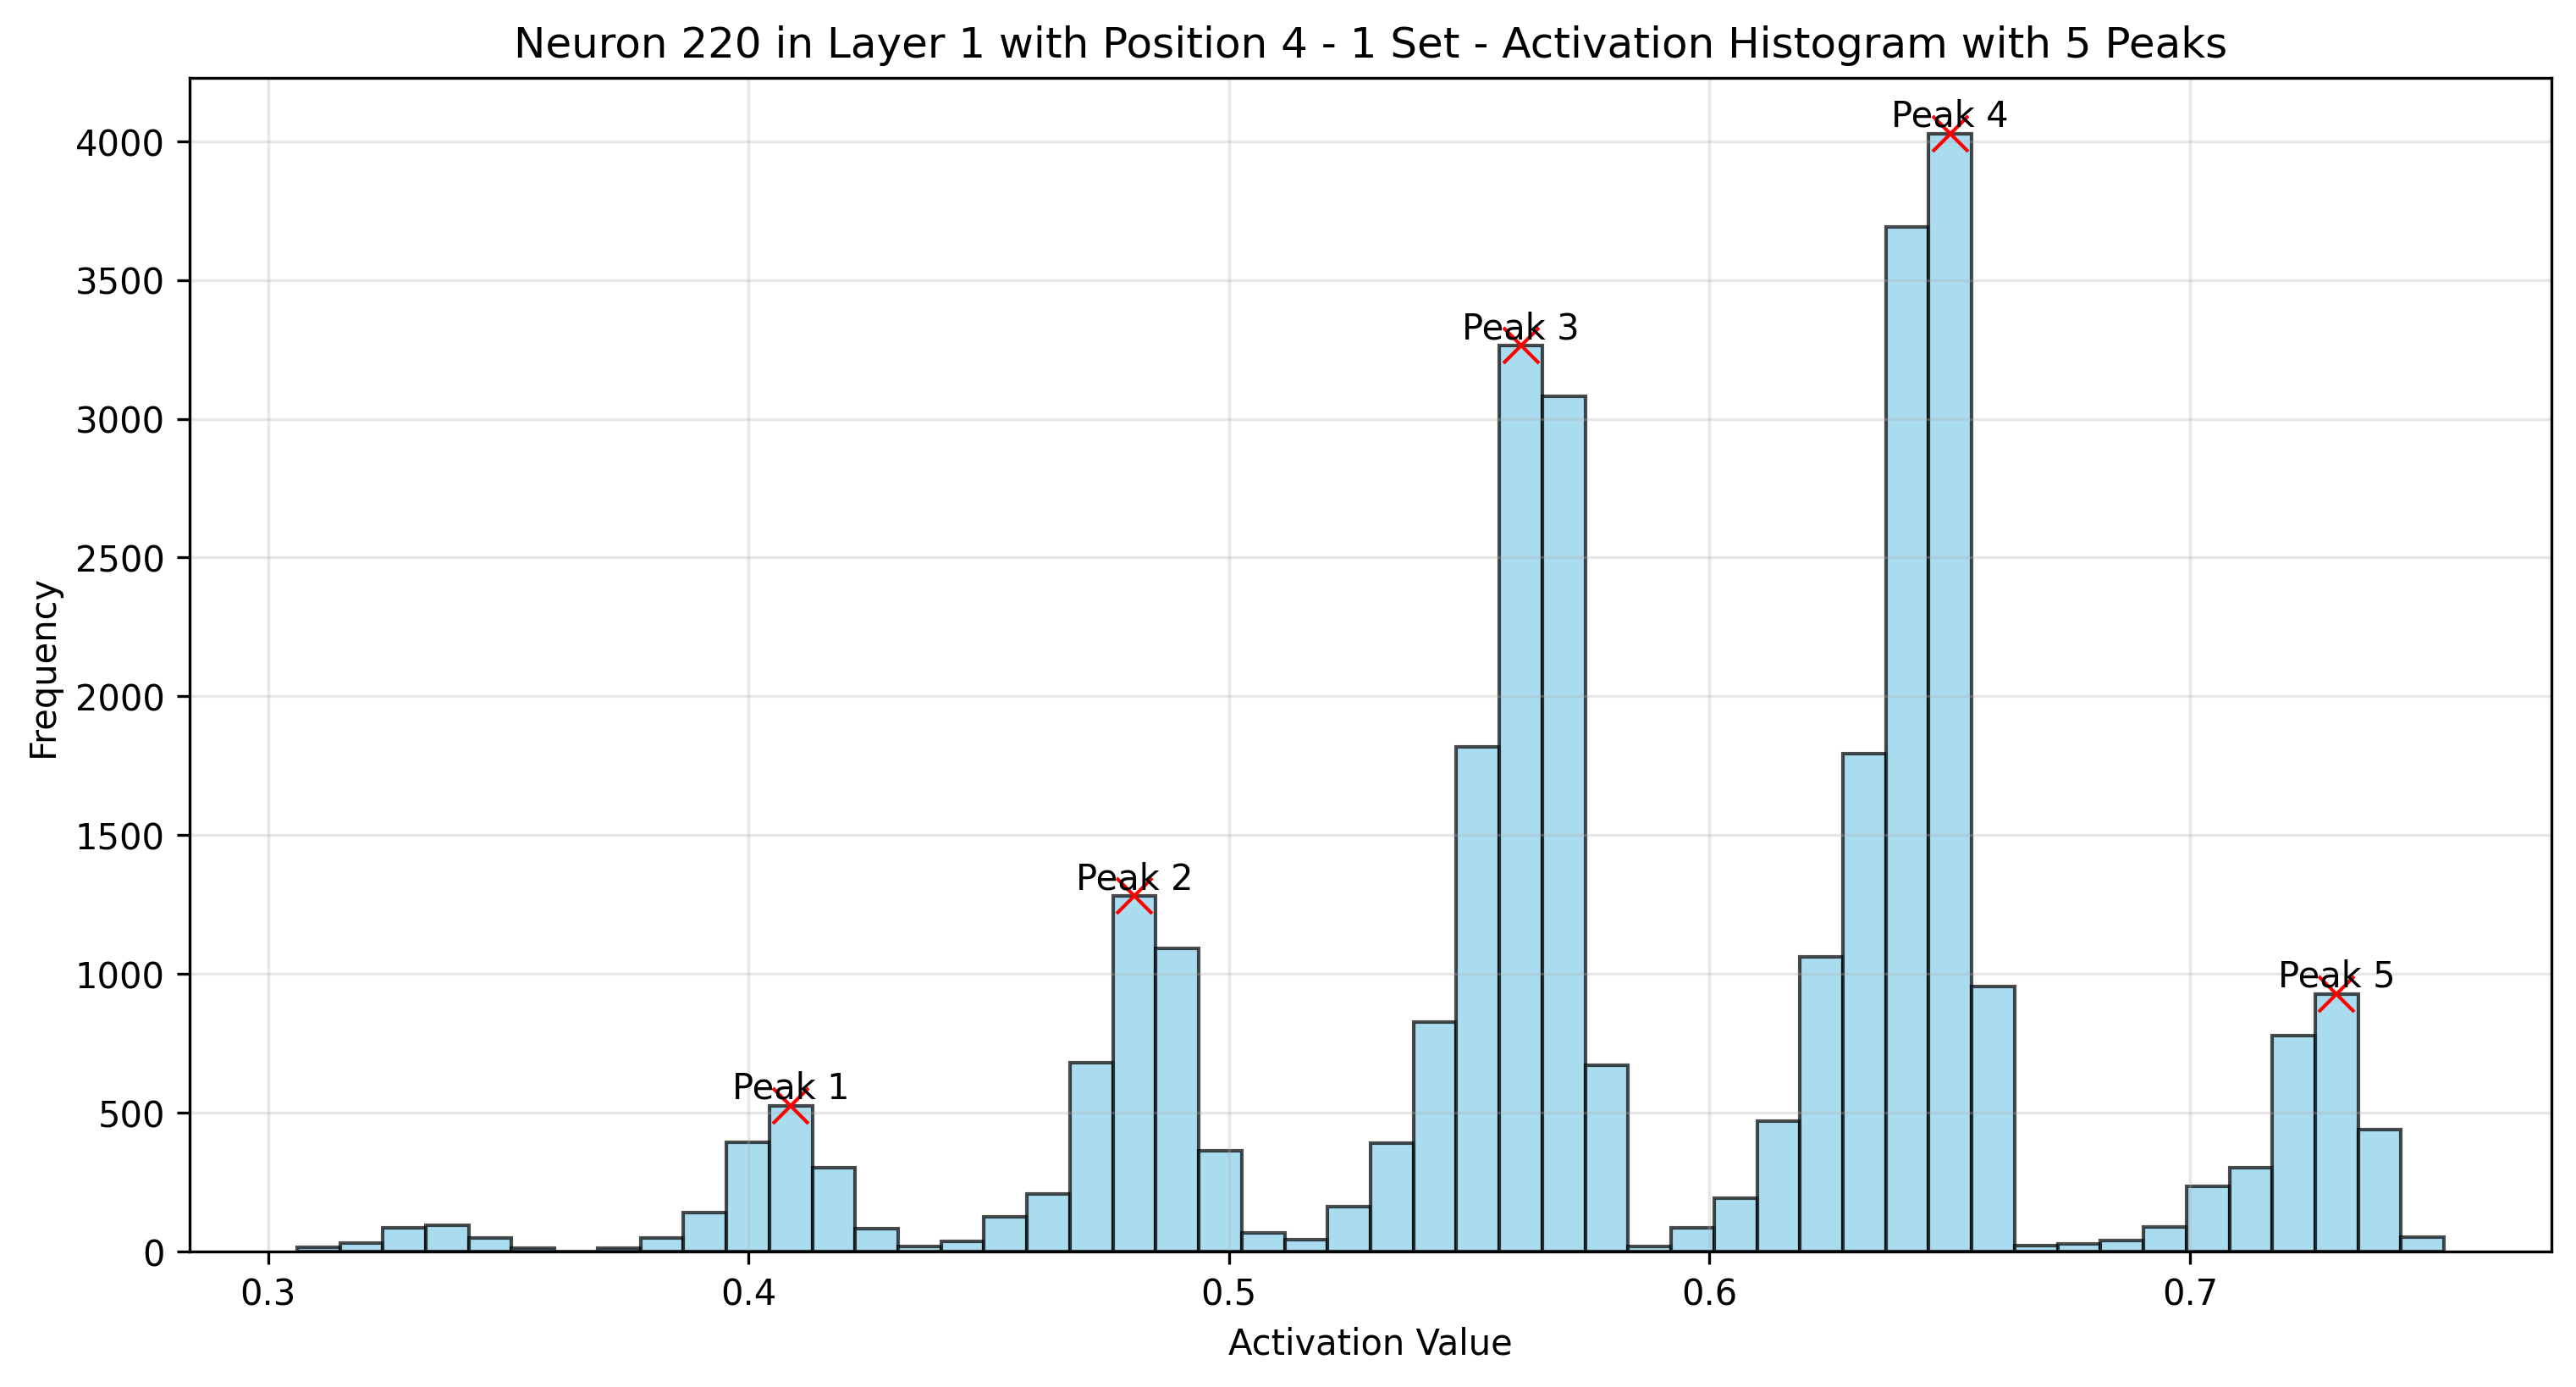 Neuron 220 in Layer 1 with Position 4 - 1 Set - Activation Histogram with 5 Peaks
Peak 4
4000
3500
Peak 3
3000
2500
Frequency
2000
1500
Peak 2
1000
Peak 5
Peak 1
500
0
0.3 0.4 0.5 0.6 0.7
Activation Value